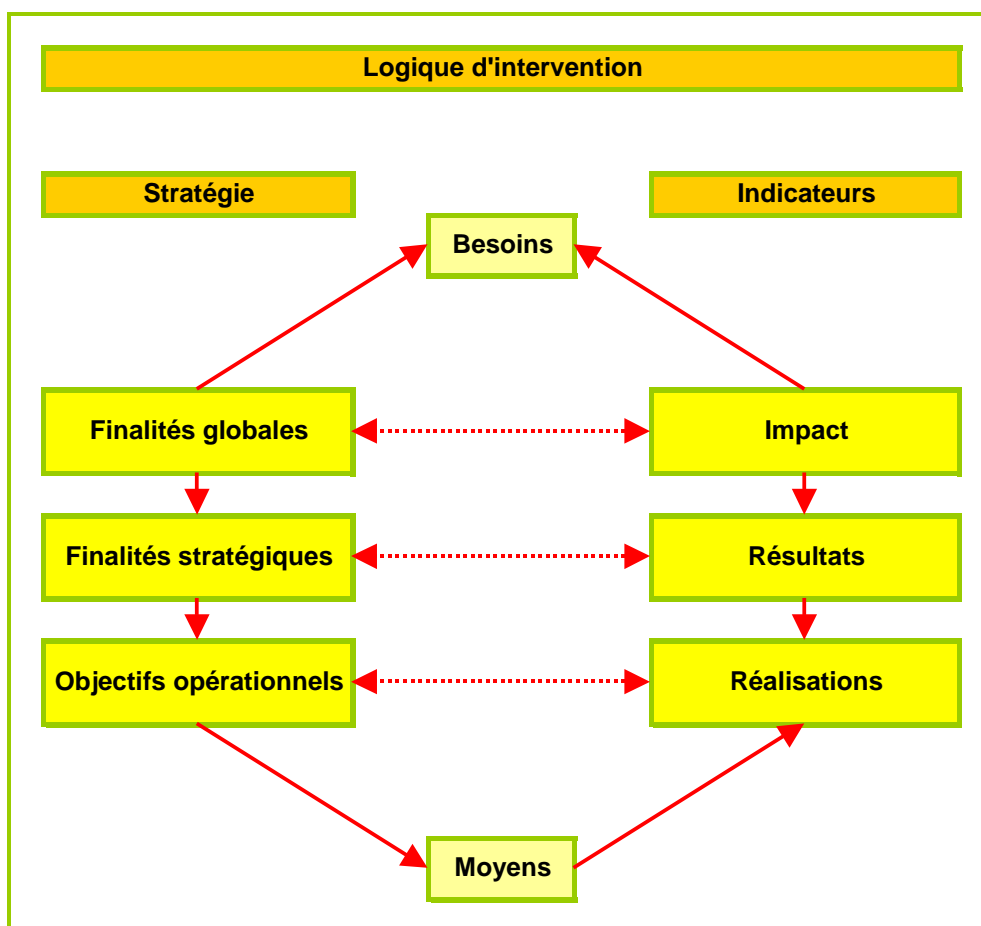 Logique d'intervention
Stratégie
Indicateurs
Besoins
Finalités globales
Impact
Finalités stratégiques
Résultats
Objectifs opérationnels
Réalisations
Moyens